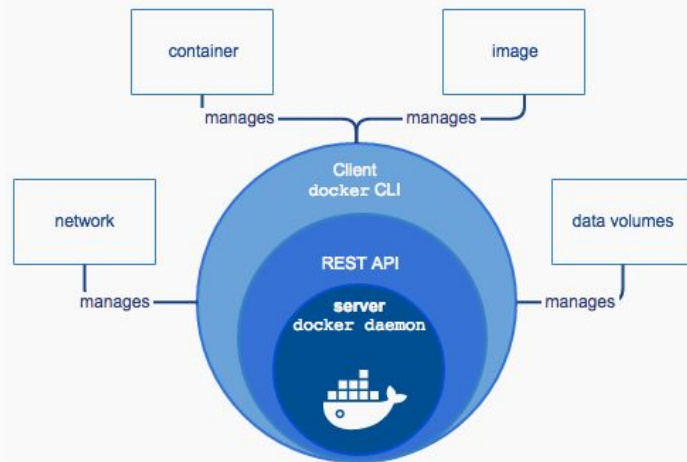 container
image
manages
manages
Client
docker CLI
network
data volumes
REST API
manages
manages
server
docker daemon